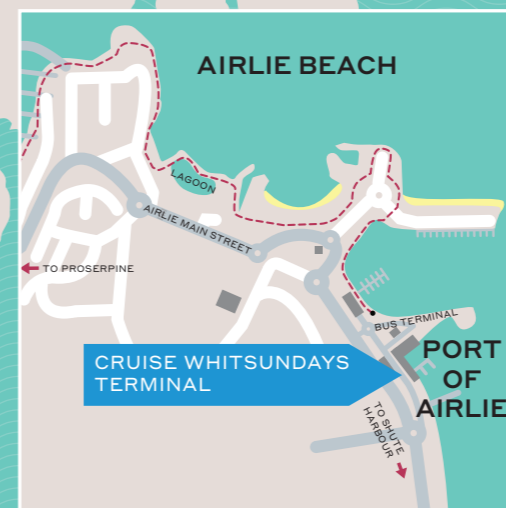 AIRLIE BEACH
LAGOON
AIRLIE MAIN STREET
TO PROSERPINE
BUS TERMINAL
CRUISE WHITSUNDAYS
TERMINAL
PORT
OF
AIRLIE
TO SHUTE
HARBOUR